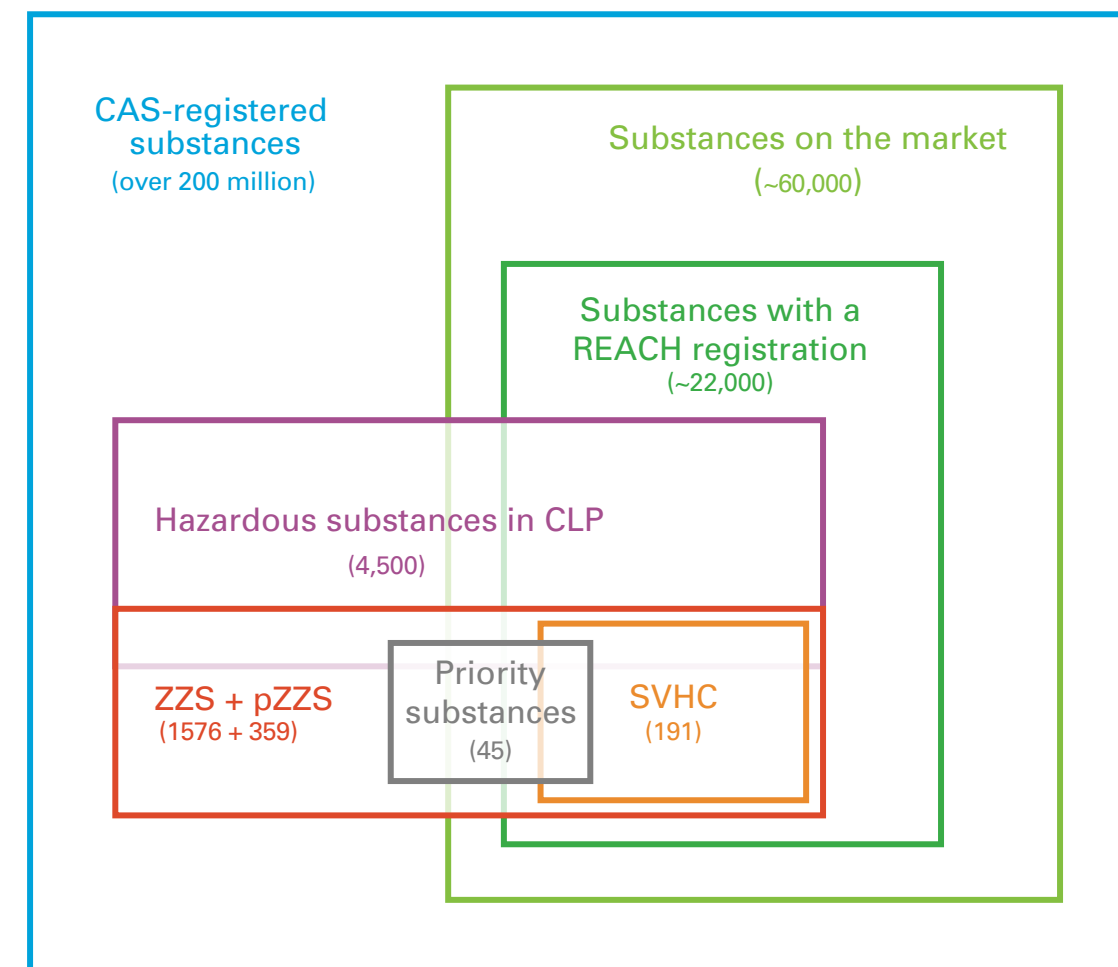 CAS-registered
substances
(over 200 million)
Substances on the market
(~60,000)
Substances with a
REACH registration
(~22,000)
Hazardous substances in CLP
(4,500)
ZZS + pZZS
(1576 + 359)
Priority
substances
(45)
SVHC
(191)